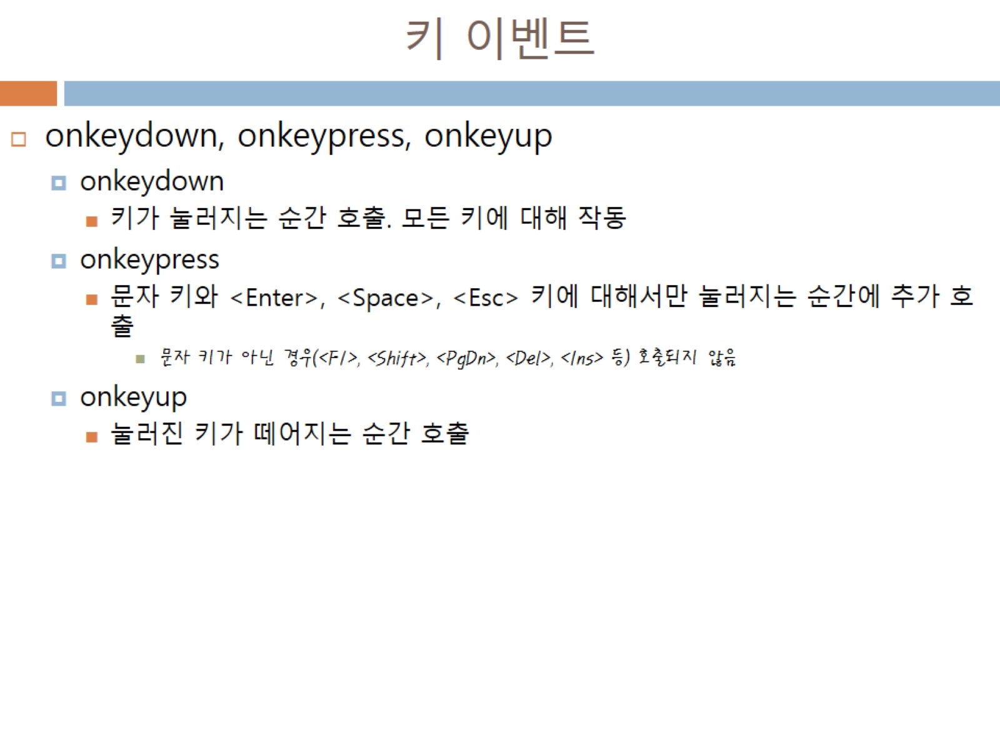 키 이벤트
onkeydown, onkeypress, onkeyup
onkeydown
키가 눌러지는 순간 호출. 모든 키에 대해 작동
onkeypress
문자 키와 <Enter>, <Space>, <Esc> 키에 대해서만 눌러지는 순간에 추가 호
출
문자 키가 아닌 경우(<F1>, <Shift>, <PgDn>, <Del>, <Ins> 등) 호출되지 않음
onkeyup
눌러진 키가 떼어지는 순간 호출